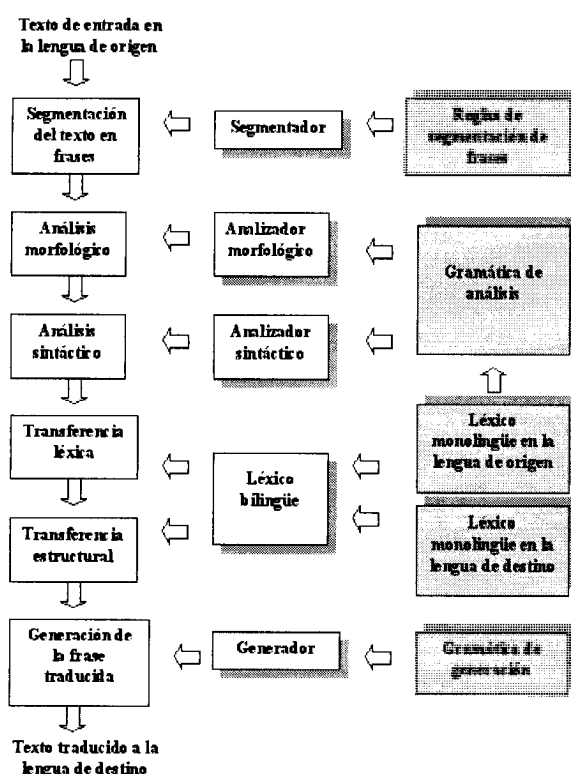 Texto de entrada en
la lengua de origen
Segmentación
del texto en
frases
Segmentador
Reglas de
segmentación de
frases
Análisis
morfológico
Analizador
morfológico
Gramática de
análisis
Análisis
sintáctico
Analizador
sintáctico
Transferencia
léxica
Léxico
bilingüe
Léxico
monolingüe en la
lengua de origen
Transferencia
estructural
Léxico
monolingüe en la
lengua de destino
Generación de
la frase
traducida
Generador
Gramática de
generación
Texto traducido a la
lengua de destino